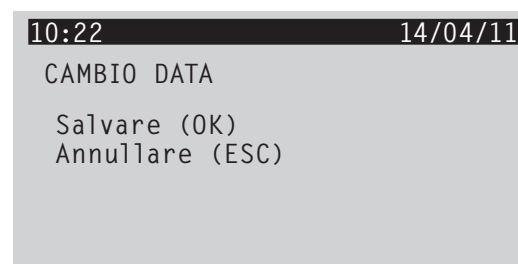 10:22 14/04/11
CAMBIO DATA
Salvare (OK)
Annullare (ESC)